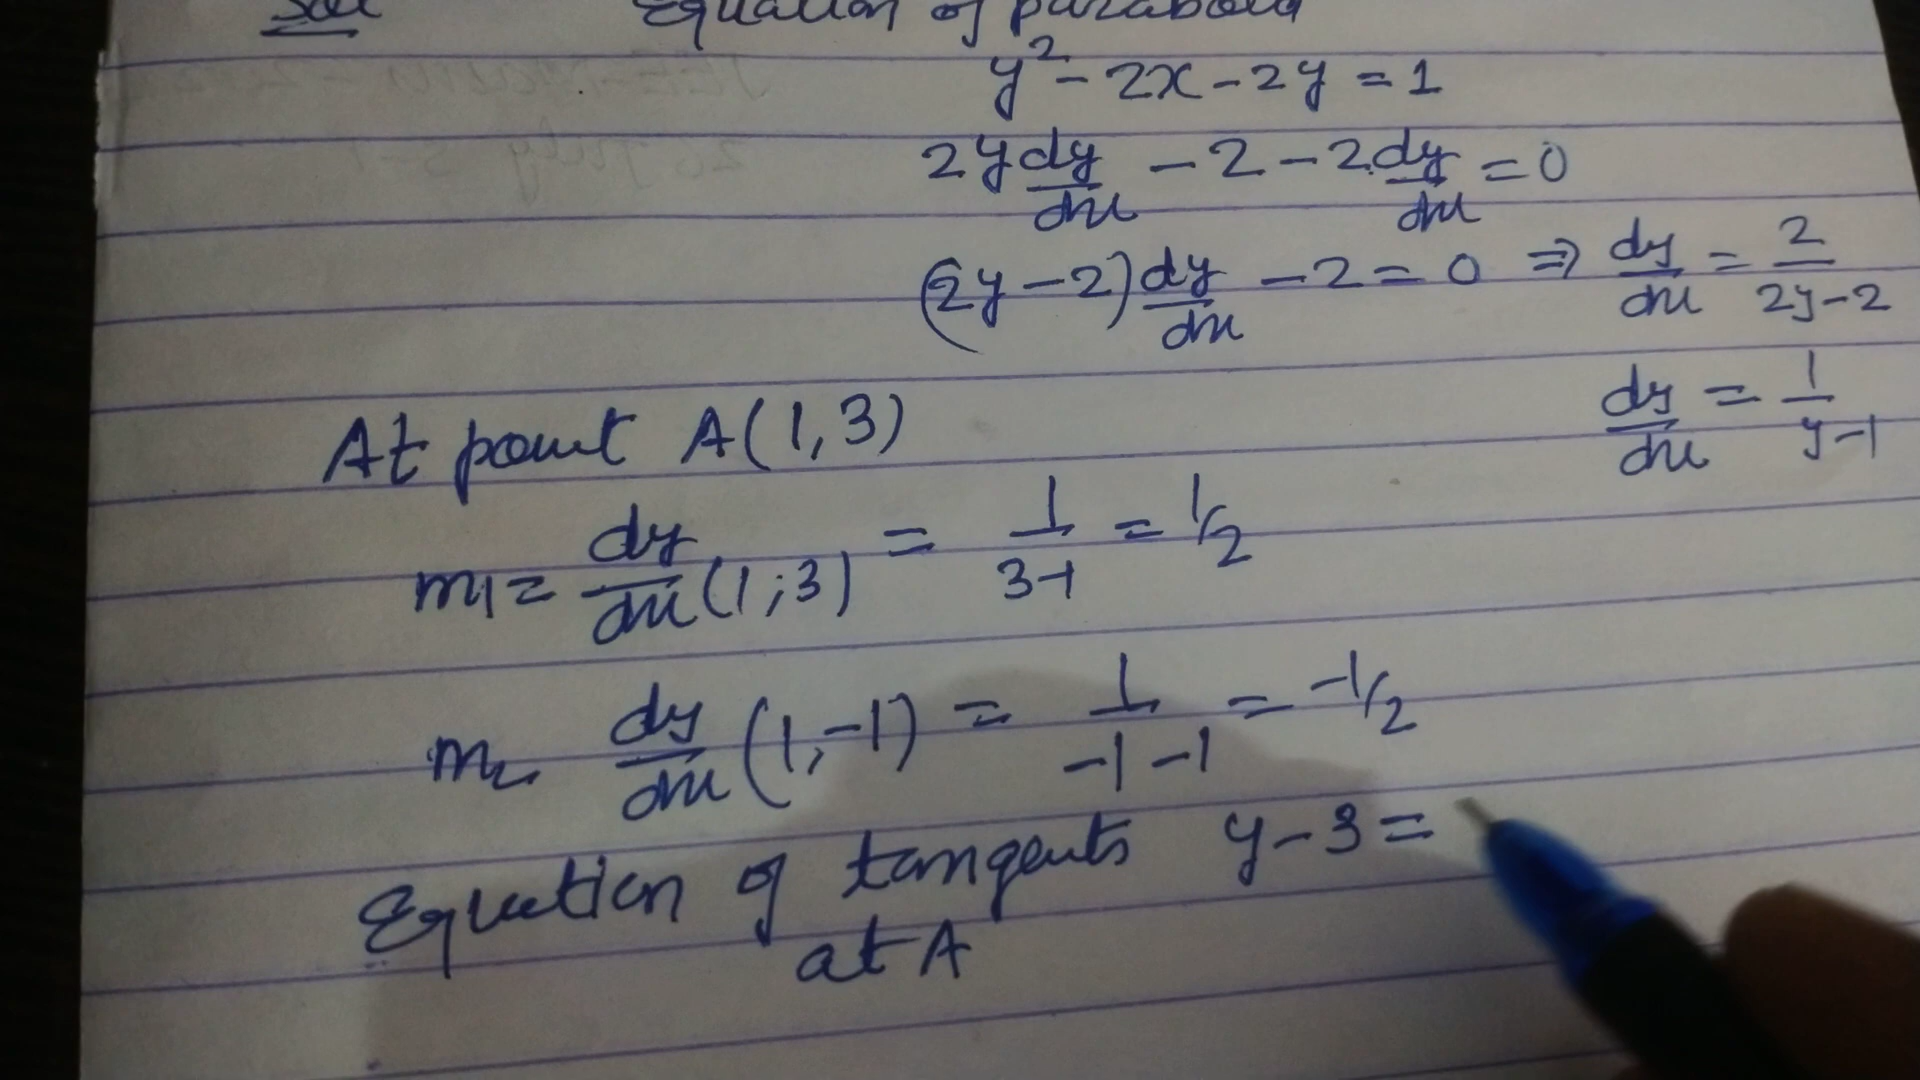 Sol Equation of parabola
y² - 2x - 2y = 1
2y dy/dx - 2 - 2 dy/dx = 0
(2y - 2) dy/dx - 2 = 0 ⇒ dy/dx = 2/(2y-2)
dy/dx = 1/(y-1)
At point A(1,3)
m1 = dy/dx (1,3) = 1/(3-1) = 1/2
m2 dy/dx (1,-1) = 1/(-1-1) = -1/2
Equation of tangents y - 3 =
at A